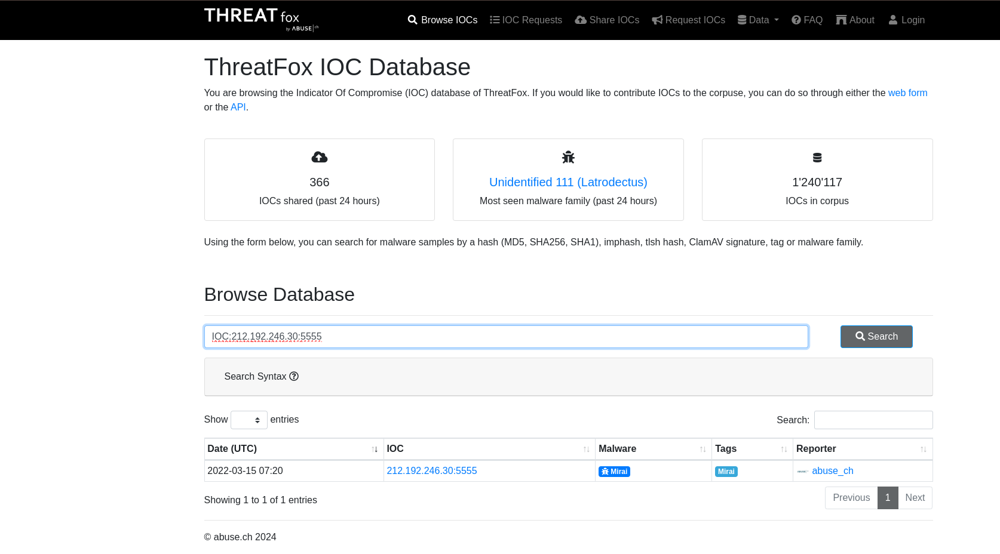 THREAT fox
by ABUSE|ch
Browse IOCs IOC Requests Share IOCs Request IOCs Data FAQ About Login
ThreatFox IOC Database
You are browsing the Indicator Of Compromise (IOC) database of ThreatFox. If you would like to contribute IOCs to the corpuse, you can do so through either the web form
or the API.
366
IOCs shared (past 24 hours)
Unidentified 111 (Latrodectus)
Most seen malware family (past 24 hours)
1'240'117
IOCs in corpus
Using the form below, you can search for malware samples by a hash (MD5, SHA256, SHA1), imphash, tlsh hash, ClamAV signature, tag or malware family.
Browse Database
IOC:212.192.246.30:5555
Search
Search Syntax
Show entries
Search:
Date (UTC) IOC Malware Tags Reporter
2022-03-15 07:20 212.192.246.30:5555 Mirai Mirai abuse_ch
Showing 1 to 1 of 1 entries
Previous 1 Next
© abuse.ch 2024